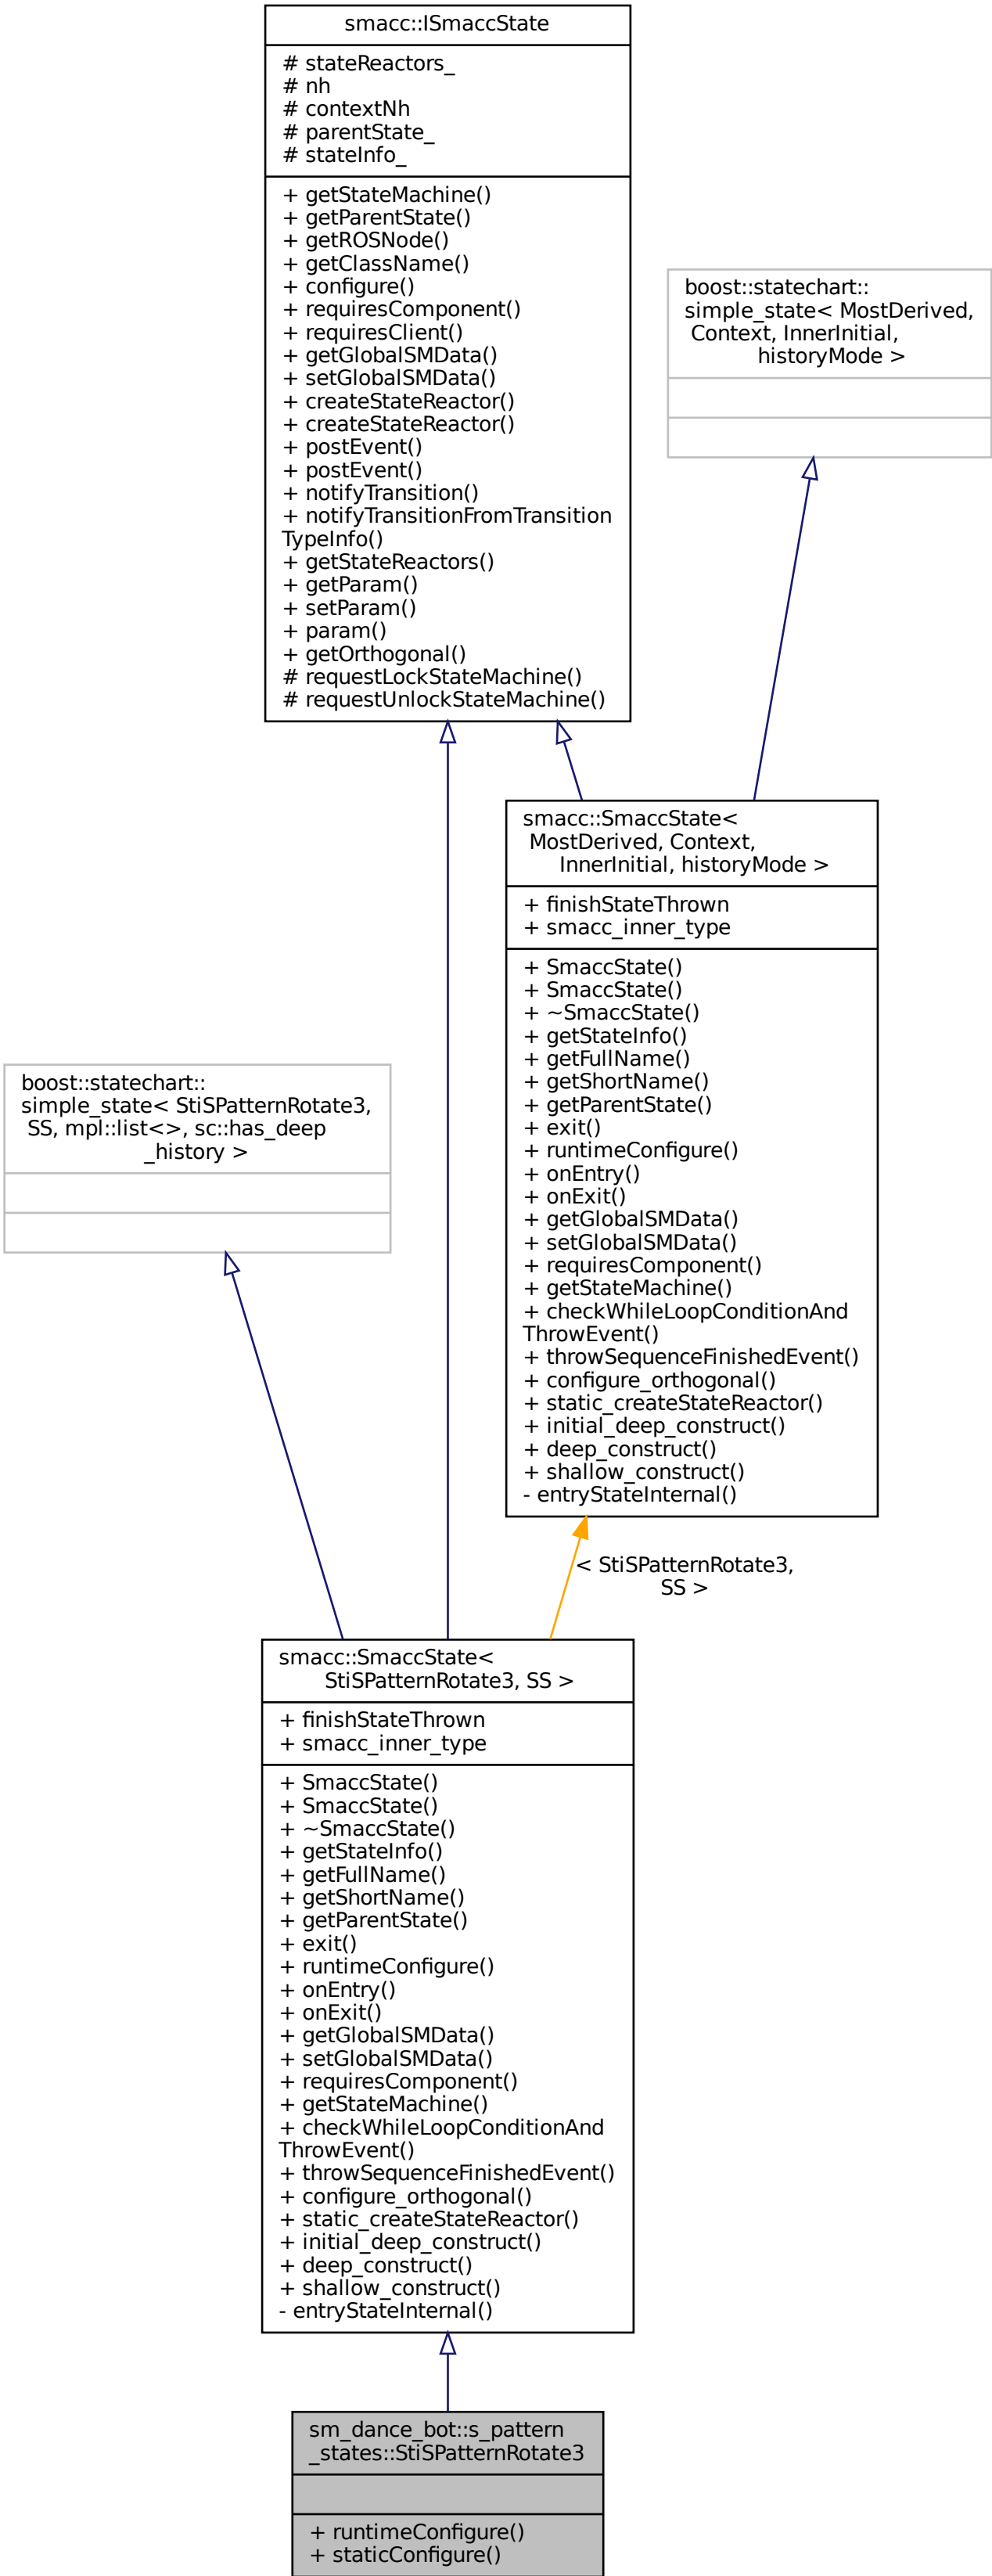 smacc::ISmaccState
# stateReactors_
# nh
# contextNh
# parentState_
# stateInfo_
+ getStateMachine()
+ getParentState()
+ getROSNode()
+ getClassName()
+ configure()
+ requiresComponent()
+ requiresClient()
+ getGlobalSMData()
+ setGlobalSMData()
+ createStateReactor()
+ createStateReactor()
+ postEvent()
+ postEvent()
+ notifyTransition()
+ notifyTransitionFromTransition
TypeInfo()
+ getStateReactors()
+ getParam()
+ setParam()
+ param()
+ getOrthogonal()
# requestLockStateMachine()
# requestUnlockStateMachine()
boost::statechart::
simple_state< MostDerived,
Context, InnerInitial,
historyMode >
smacc::SmaccState<
MostDerived, Context,
InnerInitial, historyMode >
+ finishStateThrown
+ smacc_inner_type
+ SmaccState()
+ SmaccState()
+ ~SmaccState()
+ getStateInfo()
+ getFullName()
+ getShortName()
+ getParentState()
+ exit()
+ runtimeConfigure()
+ onEntry()
+ onExit()
+ getGlobalSMData()
+ setGlobalSMData()
+ requiresComponent()
+ getStateMachine()
+ checkWhileLoopConditionAnd
ThrowEvent()
+ throwSequenceFinishedEvent()
+ configure_orthogonal()
+ static_createStateReactor()
+ initial_deep_construct()
+ deep_construct()
+ shallow_construct()
- entryStateInternal()
boost::statechart::
simple_state< StiSPatternRotate3,
SS, mpl::list<>, sc::has_deep
_history >
< StiSPatternRotate3,
SS >
smacc::SmaccState<
StiSPatternRotate3, SS >
+ finishStateThrown
+ smacc_inner_type
+ SmaccState()
+ SmaccState()
+ ~SmaccState()
+ getStateInfo()
+ getFullName()
+ getShortName()
+ getParentState()
+ exit()
+ runtimeConfigure()
+ onEntry()
+ onExit()
+ getGlobalSMData()
+ setGlobalSMData()
+ requiresComponent()
+ getStateMachine()
+ checkWhileLoopConditionAnd
ThrowEvent()
+ throwSequenceFinishedEvent()
+ configure_orthogonal()
+ static_createStateReactor()
+ initial_deep_construct()
+ deep_construct()
+ shallow_construct()
- entryStateInternal()
sm_dance_bot::s_pattern
_states::StiSPatternRotate3
+ runtimeConfigure()
+ staticConfigure()